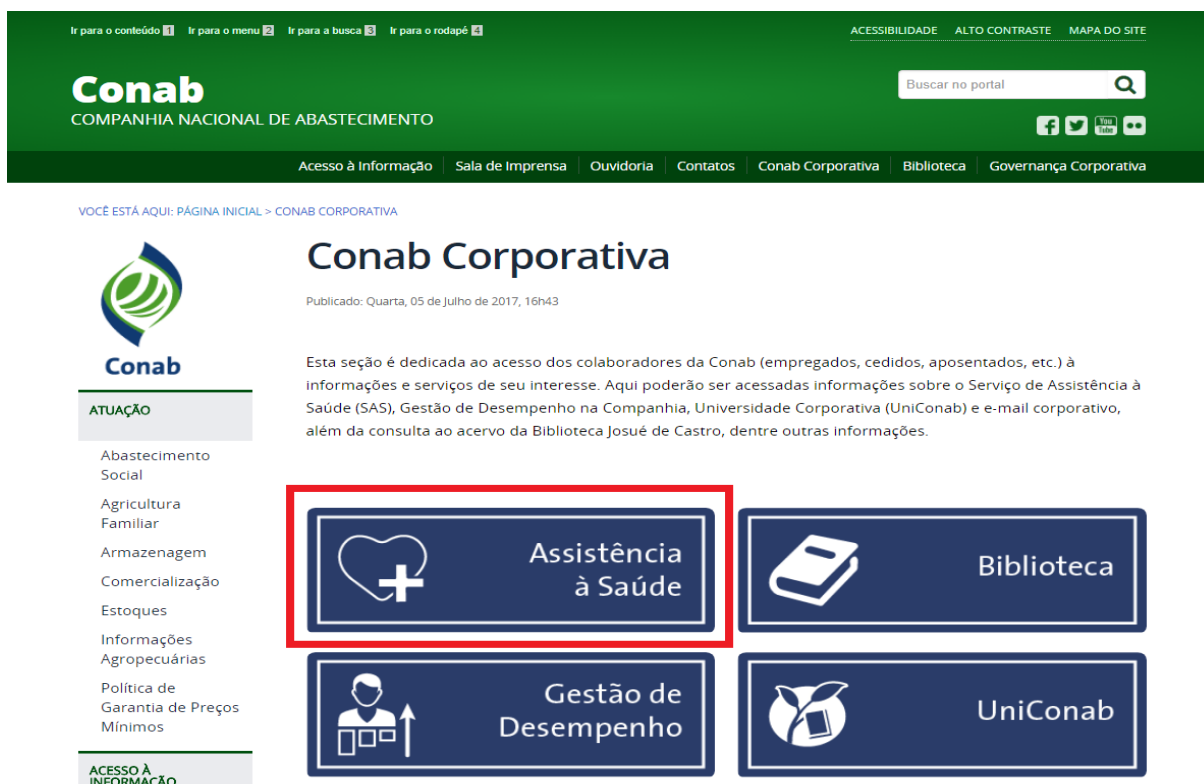 Ir para o conteúdo 1 Ir para o menu 2 Ir para a busca 3 Ir para o rodapé 4
ACESSIBILIDADE ALTO CONTRASTE MAPA DO SITE
Conab
COMPANHIA NACIONAL DE ABASTECIMENTO
Buscar no portal
You Tube
Acesso à Informação Sala de Imprensa Ouvidoria Contatos Conab Corporativa Biblioteca Governança Corporativa
VOCÊ ESTÁ AQUI: PÁGINA INICIAL > CONAB CORPORATIVA
Conab
ATUAÇÃO
Abastecimento
Social
Agricultura
Familiar
Armazenagem
Comercialização
Estoques
Informações
Agropecuárias
Política de
Garantia de Preços
Mínimos
ACESSO À
INFORMAÇÃO
Conab Corporativa
Publicado: Quarta, 05 de Julho de 2017, 16h43
Esta seção é dedicada ao acesso dos colaboradores da Conab (empregados, cedidos, aposentados, etc.) à
informações e serviços de seu interesse. Aqui poderão ser acessadas informações sobre o Serviço de Assistência à
Saúde (SAS), Gestão de Desempenho na Companhia, Universidade Corporativa (UniConab) e e-mail corporativo,
além da consulta ao acervo da Biblioteca Josué de Castro, dentre outras informações.
Assistência
à Saúde
Biblioteca
Gestão de
Desempenho
UniConab